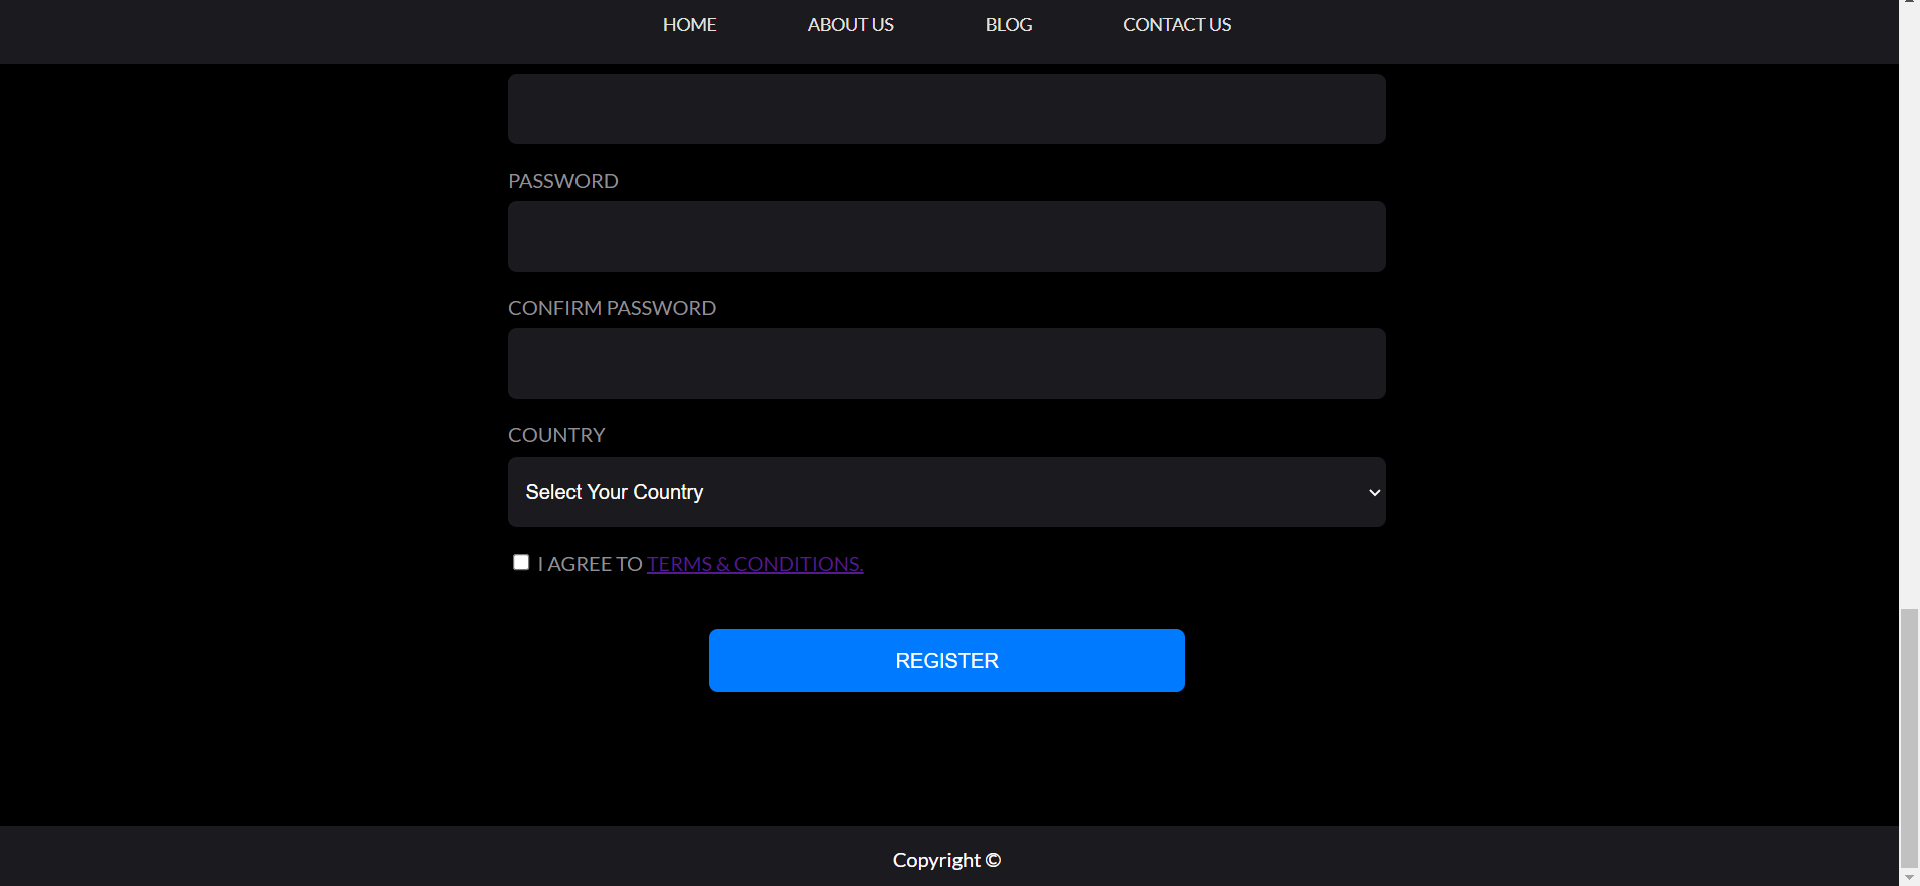 HOME ABOUT US BLOG CONTACT US
PASSWORD
CONFIRM PASSWORD
COUNTRY
Select Your Country
I AGREE TO TERMS & CONDITIONS.
REGISTER
Copyright ©